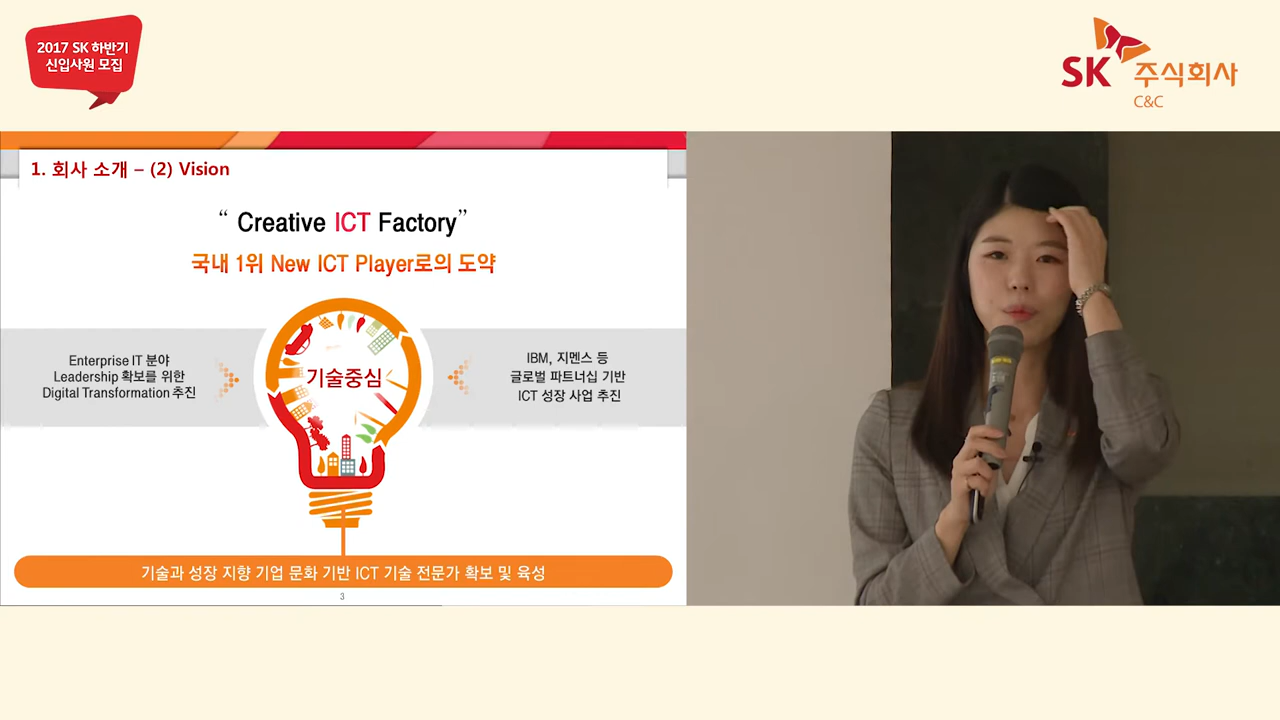 2017 SK 하반기
신입사원 모집
SK 주식회사
C&C
1. 회사 소개 – (2) Vision
“ Creative ICT Factory”
국내 1위 New ICT Player로의 도약
Enterprise IT 분야
Leadership 확보를 위한
Digital Transformation 추진
기술중심
IBM, 지멘스 등
글로벌 파트너십 기반
ICT 성장 사업 추진
기술과 성장 지향 기업 문화 기반 ICT 기술 전문가 확보 및 육성
3